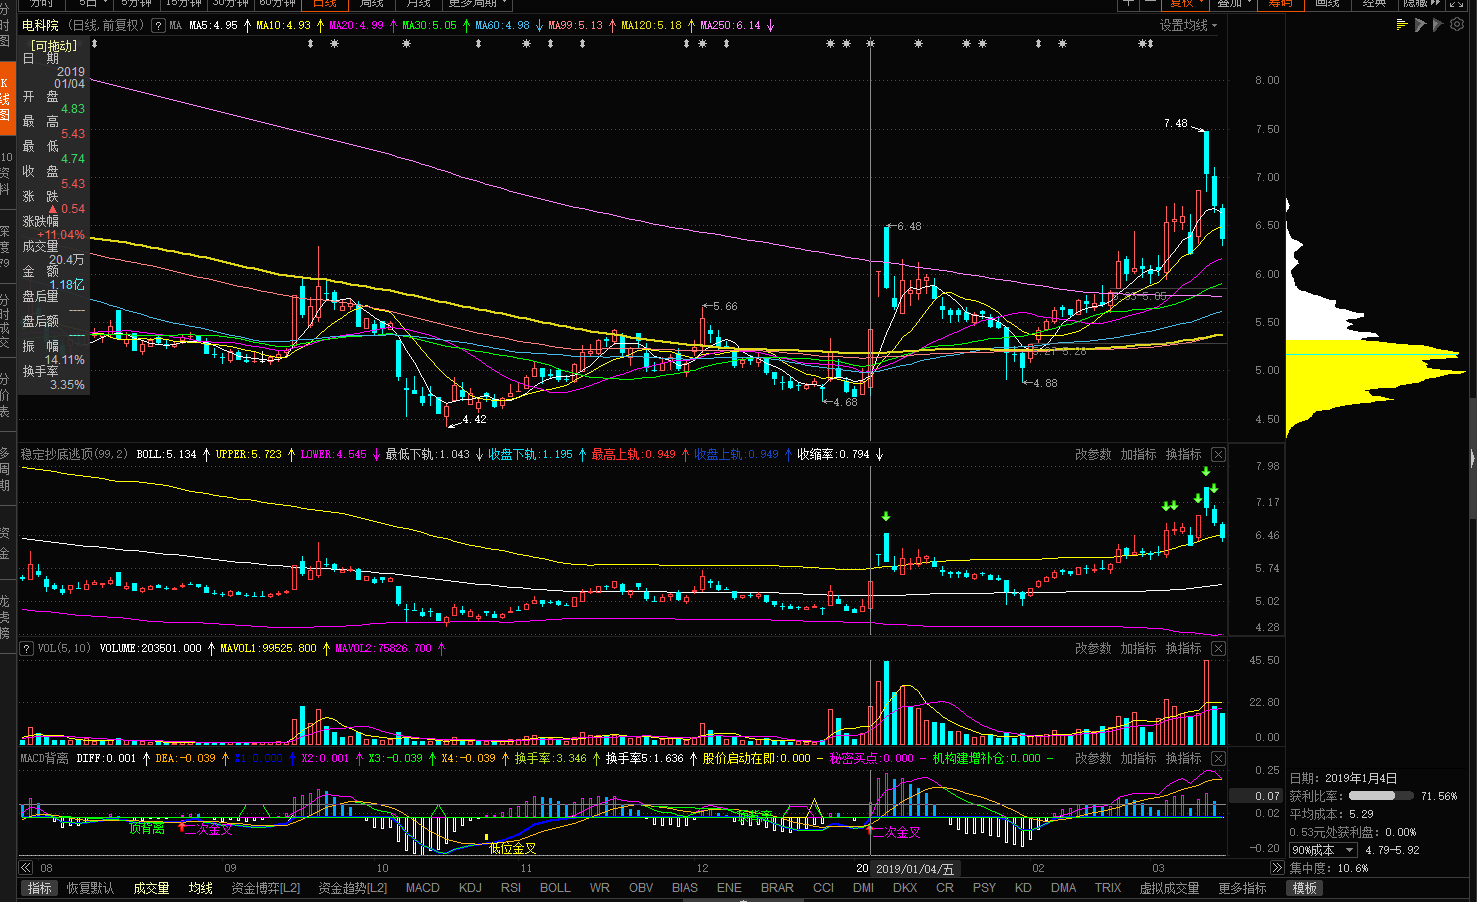 分时 5日 5分钟 15分钟 30分钟 60分钟 日线 周线 月线 更多周期 复权 叠加 筹码 画线 经典 隐藏
电科院 (日线,前复权) ? MA MA5:4.95 ↑ MA10:4.93 ↑ MA20:4.99 ↑ MA30:5.05 ↑ MA60:4.98 ↓ MA99:5.13 ↑ MA120:5.18 ↑ MA250:6.14 ↓ 设置均线
分时图
K线图
10 资料
深度 79
分时成交
分价表
多周期
资金
龙虎榜
[可拖动]
日 期
2019
01/04
开 盘
4.83
最 高
5.43
最 低
4.74
收 盘
5.43
涨 跌
▲0.54
涨跌幅
+11.04%
成交量
20.4万
金 额
1.18亿
盘后量
----
盘后额
----
振 幅
14.11%
换手率
3.35%
7.48
←6.48
←5.66
←4.68
4.42
←4.88
5.21-5.28
8.00
7.50
7.00
6.50
6.00
5.50
5.00
4.50
稳定抄底逃顶(99,2) BOLL:5.134 ↑ UPPER:5.723 ↑ LOWER:4.545 ↓ 最低下轨:1.043 ↓ 收盘下轨:1.195 ↑ 最高上轨:0.949 ↑ 收盘上轨:0.949 ↑ 收缩率:0.794 ↓ 改参数 加指标 换指标
7.98
7.17
6.46
5.74
5.02
4.28
? VOL(5,10) VOLUME:203501.000 ↑ MAVOL1:99525.800 ↑ MAVOL2:75826.700 ↑ 改参数 加指标 换指标
45.50
22.80
0.00
MACD背离 DIFF:0.001 ↑ DEA:-0.039 ↑ X1:0.000 ↑ X2:0.001 ↑ X3:-0.039 ↑ X4:-0.039 ↑ 换手率:3.346 ↑ 换手率5:1.636 ↑ 股价启动在即:0.000 − 秘密买点:0.000 − 机构建增补仓:0.000 − 改参数 加指标 换指标
0.25
0.07
0.02
-0.20
顶背离
二次金叉
低位金叉
顶背离
二次金叉
08 09 10 11 12 20 2019/01/04/五 02 03
指标 恢复默认 成交量 均线 资金博弈[L2] 资金趋势[L2] MACD KDJ RSI BOLL WR OBV BIAS ENE BRAR CCI DMI DKX CR PSY KD DMA TRIX 虚拟成交量 更多指标 模板
日期: 2019年1月4日
获利比率: 71.56%
平均成本: 5.29
0.53元处获利盘: 0.00%
90%成本 4.79-5.92
集中度: 10.6%